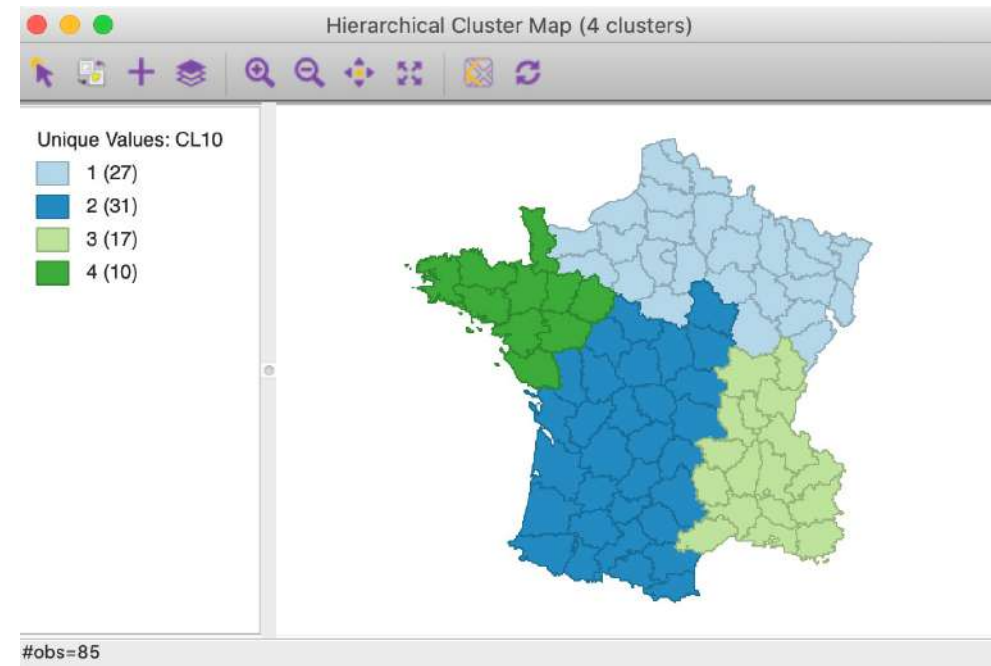 Hierarchical Cluster Map (4 clusters)
Unique Values: CL10
1 (27)
2 (31)
3 (17)
4 (10)
#obs=85